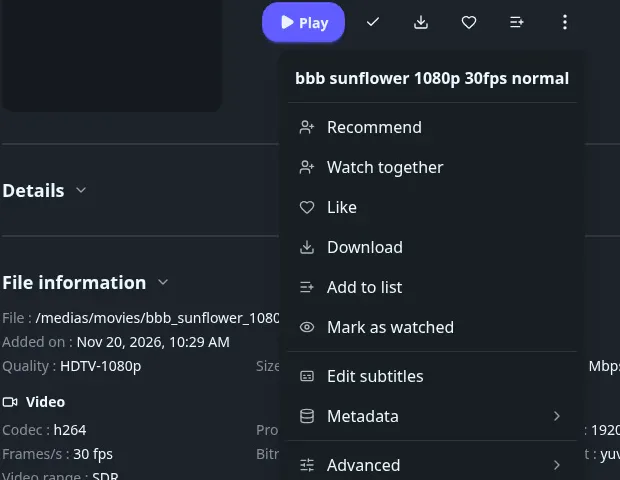 Play
bbb sunflower 1080p 30fps normal
Recommend
Watch together
Like
Download
Add to list
Mark as watched
Edit subtitles
Metadata
Advanced
Details
File information
File : /medias/movies/bbb_sunflower_1080
Added on : Nov 20, 2026, 10:29 AM
Quality : HDTV-1080p Size Mbps
Video
Codec : h264 Pro : 1920
Frames/s : 30 fps Bitr t : yuv
Video range : SDR